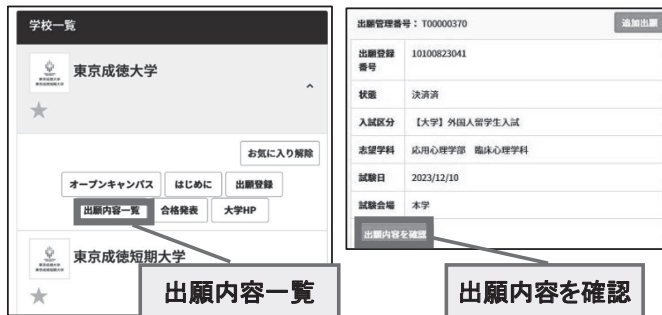 学校一覧
東京成徳大学
お気に入り解除
オープンキャンパス
はじめに
出願登録
出願内容一覧
合格発表
大学HP
東京成徳短期大学
出願内容一覧
出願管理番号：T00000370
追加出願
出願登録番号 10100823041
状態 決済済
入試区分 【大学】外国人留学生入試
志望学科 応用心理学部 臨床心理学科
試験日 2023/12/10
試験会場 本学
出願内容を確認
出願内容を確認